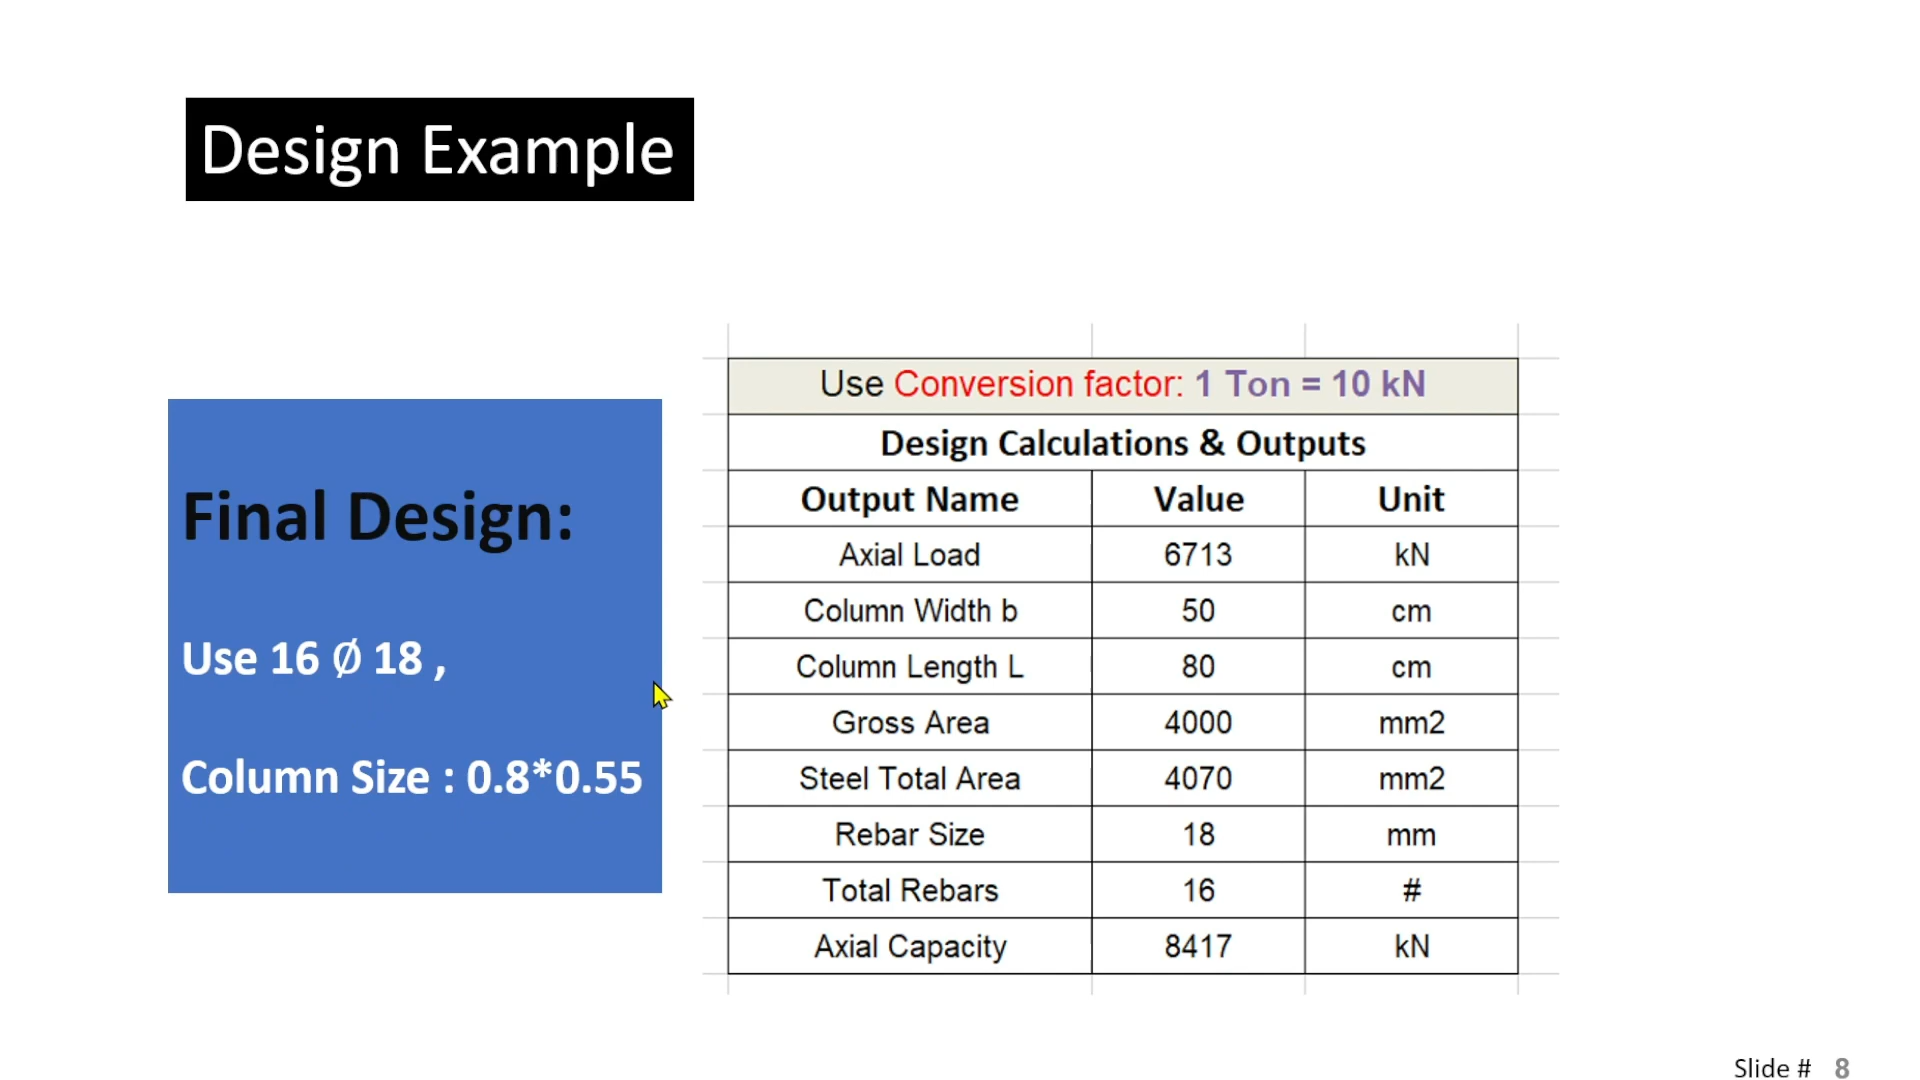 Design Example
Final Design:
Use 16 Ø 18 ,
Column Size : 0.8*0.55
Use Conversion factor: 1 Ton = 10 kN
Design Calculations & Outputs
Output Name Value Unit
Axial Load 6713 kN
Column Width b 50 cm
Column Length L 80 cm
Gross Area 4000 mm2
Steel Total Area 4070 mm2
Rebar Size 18 mm
Total Rebars 16 #
Axial Capacity 8417 kN
Slide # 8